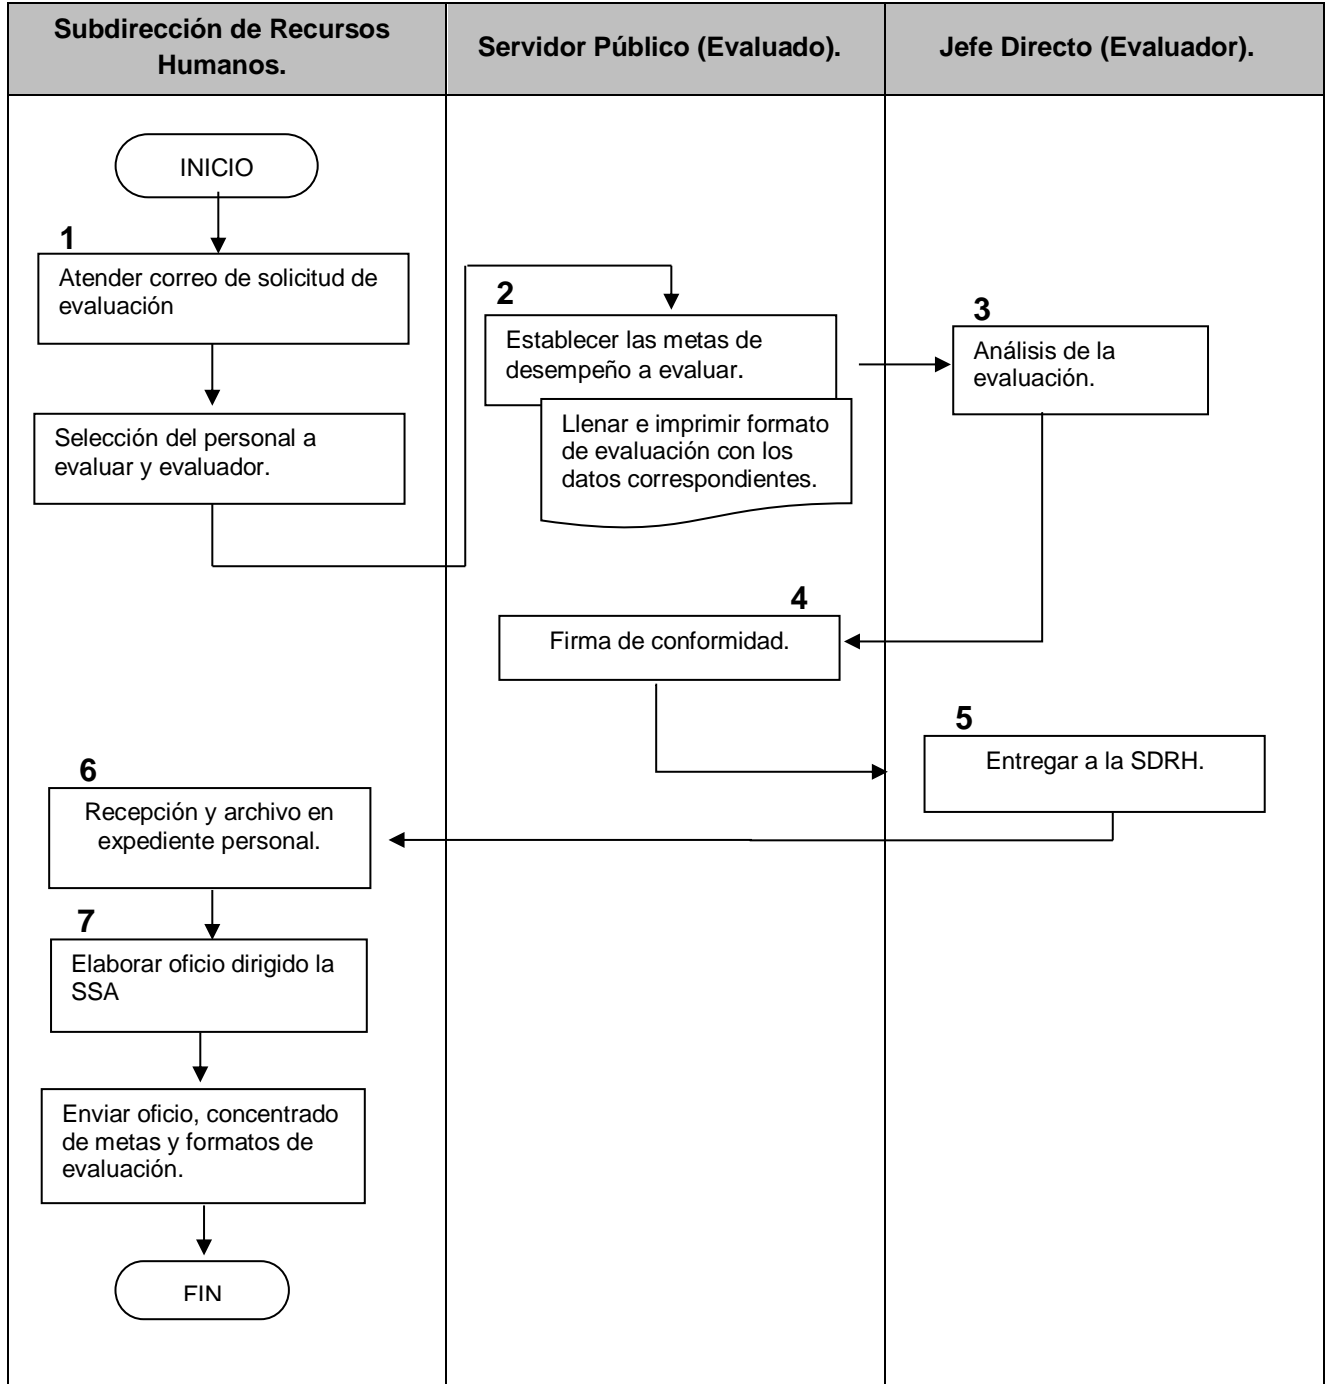 Subdirección de Recursos
Humanos.
Servidor Público (Evaluado).
Jefe Directo (Evaluador).
INICIO
1
Atender correo de solicitud de
evaluación
Selección del personal a
evaluar y evaluador.
2
Establecer las metas de
desempeño a evaluar.
Llenar e imprimir formato
de evaluación con los
datos correspondientes.
3
Análisis de la
evaluación.
4
Firma de conformidad.
5
Entregar a la SDRH.
6
Recepción y archivo en
expediente personal.
7
Elaborar oficio dirigido la
SSA
Enviar oficio, concentrado
de metas y formatos de
evaluación.
FIN